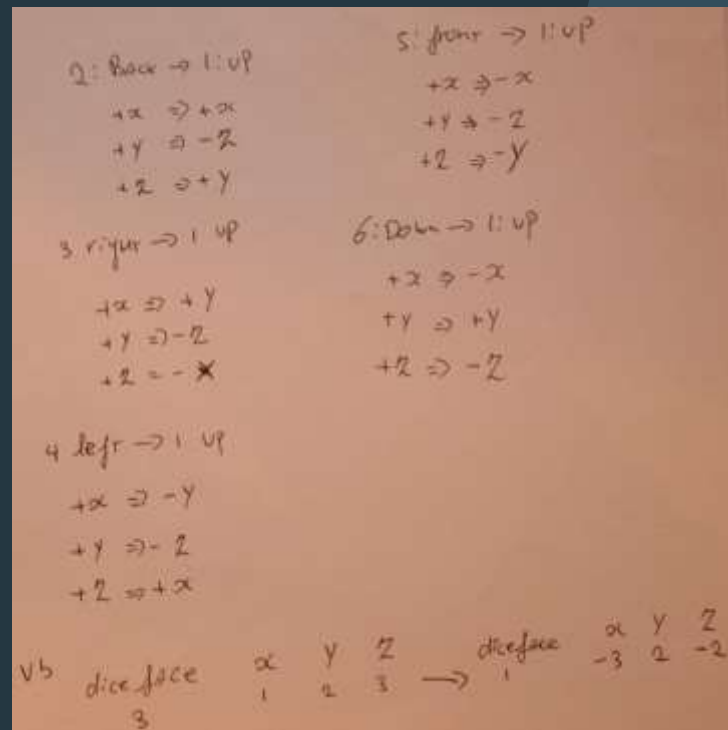 2: Back → 1: up
+x => +x
+y => -z
+z => +y
3 right → 1 up
+x => +y
+y => -z
+z = -x
4 left → 1 up
+x => -y
+y => -z
+z => +x
5: front → 1: up
+x => -x
+y => -z
+z => -y
6: Down → 1: up
+x => -x
+y => +y
+z => -z
Vb dice face x y z → dice face x y z
3 1 2 3 1 -3 2 -2